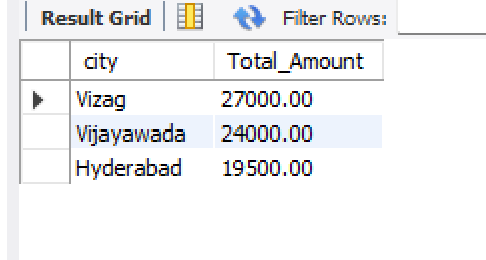 Result Grid Filter Rows:
city Total_Amount
Vizag 27000.00
Vijayawada 24000.00
Hyderabad 19500.00